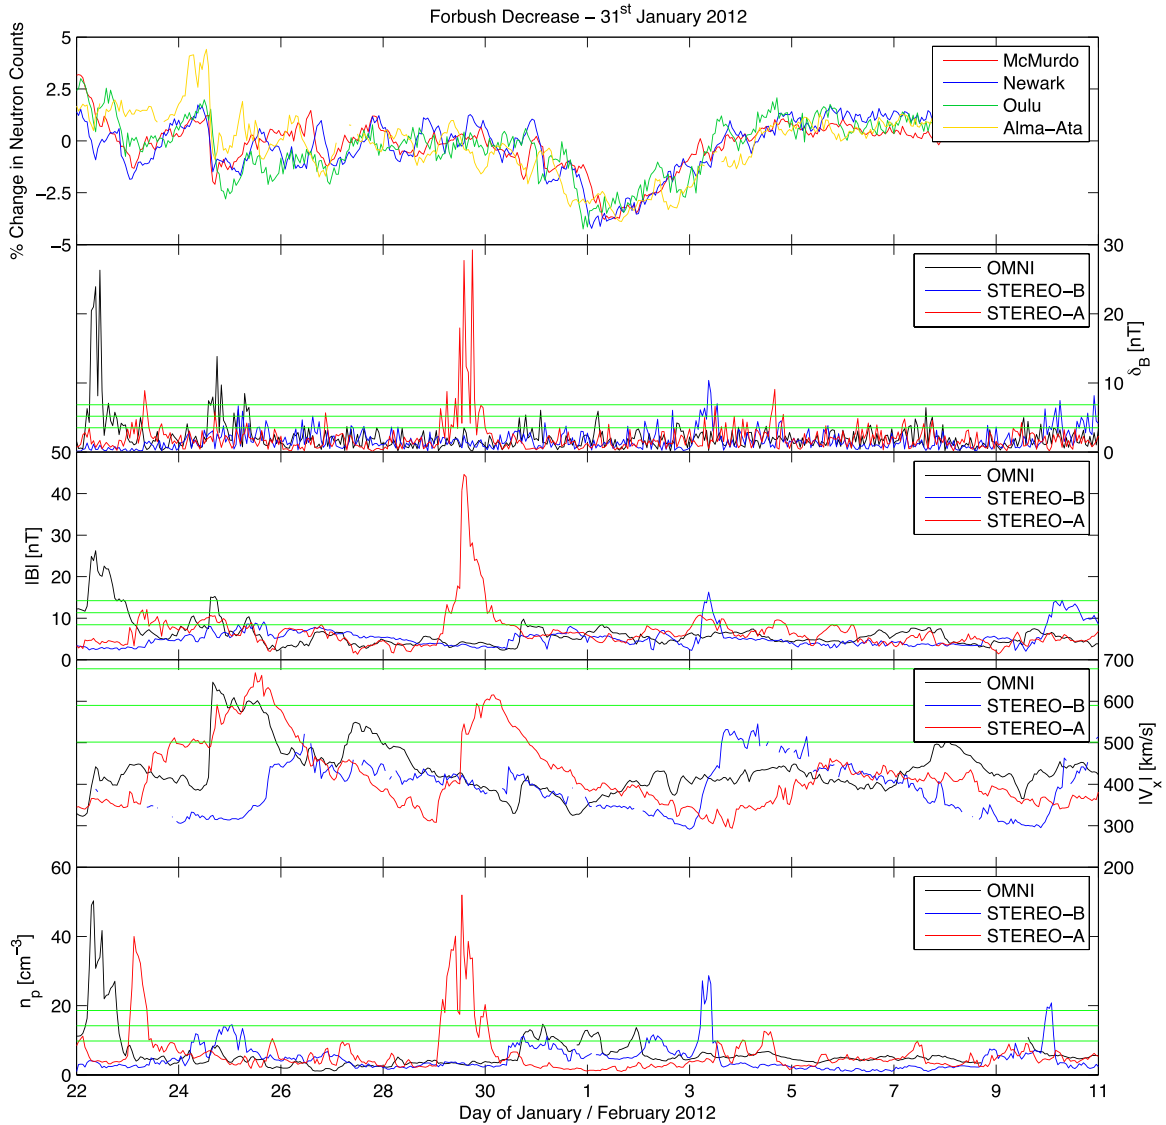 Forbush Decrease – 31st January 2012
% Change in Neutron Counts
5
2.5
0
−2.5
−5
McMurdo
Newark
Oulu
Alma−Ata
30
20
10
0
δB [nT]
OMNI
STEREO−B
STEREO−A
50
40
30
20
10
0
|B| [nT]
OMNI
STEREO−B
STEREO−A
700
600
500
400
300
200
|Vx| [km/s]
OMNI
STEREO−B
STEREO−A
60
40
20
0
np [cm−3]
OMNI
STEREO−B
STEREO−A
22 24 26 28 30 1 3 5 7 9 11
Day of January / February 2012